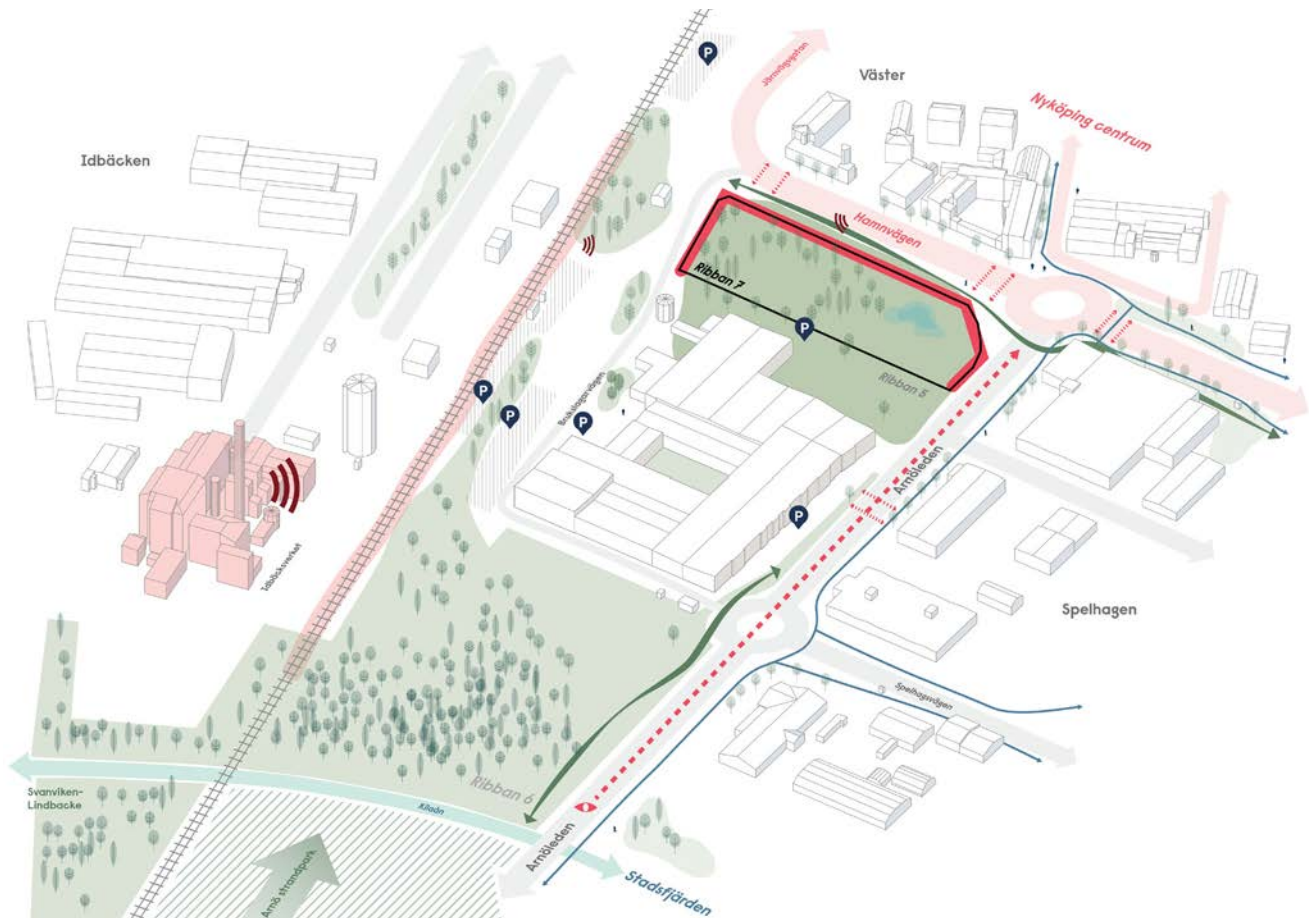 P
Järnvägsgatan
Väster
Nyköping centrum
Idbäcken
Hamnvägen
Ribban 7
P
Ribban 5
P
P
Bruksslagarvägen
P
Arnöleden
P
Idbäcksverket
Spelhagen
Spelhagsvägen
Ribban 6
Svanviken-
Lindbacke
Kilaån
Arnöleden
Stadsfjärden
Arnö strandpark